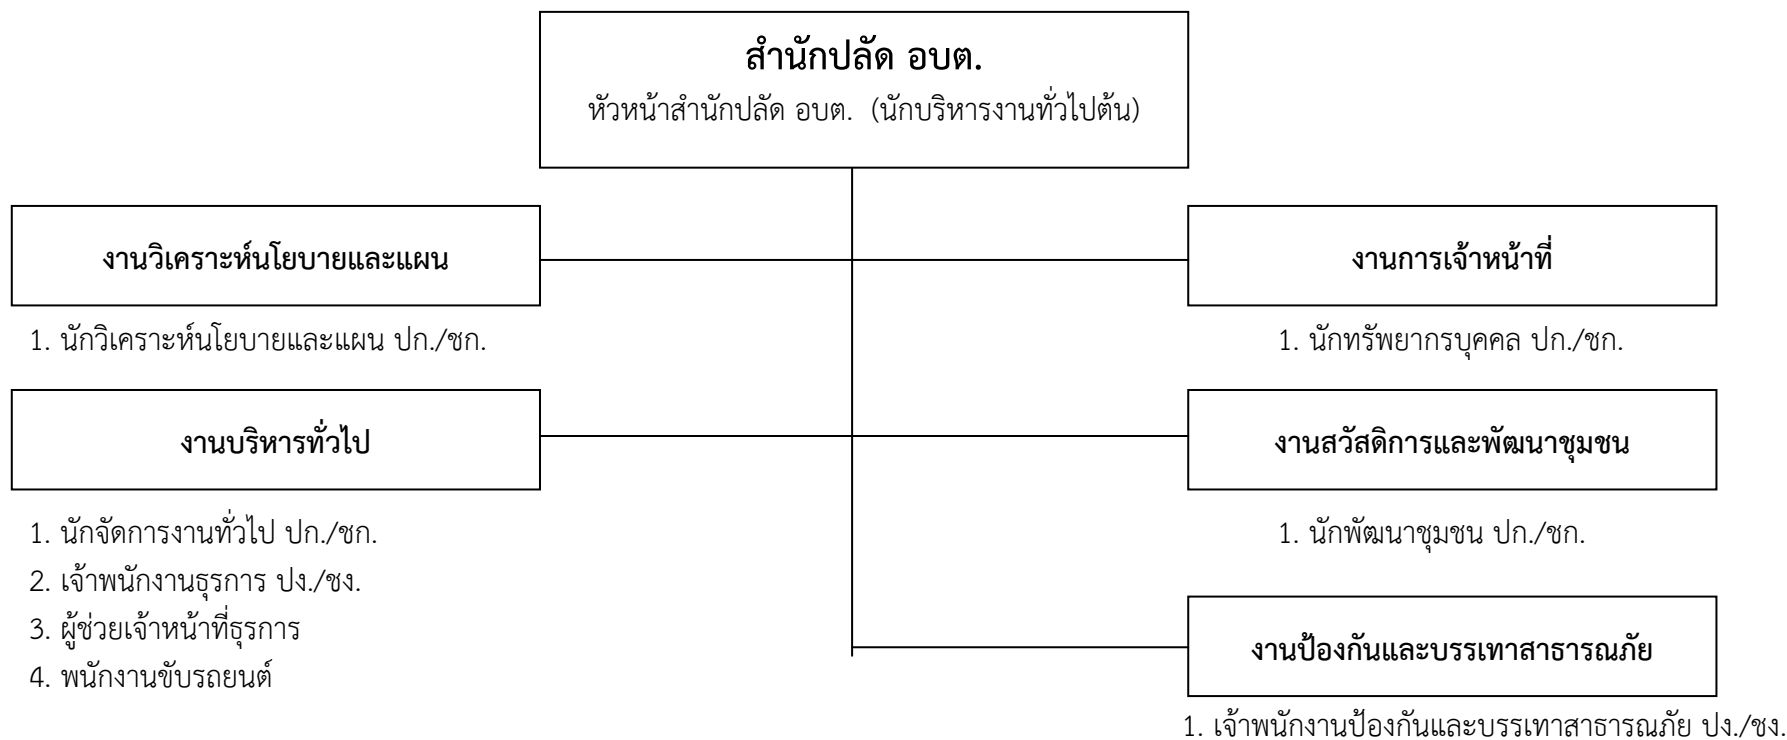 สำนักปลัด อบต.
หัวหน้าสำนักปลัด อบต. (นักบริหารงานทั่วไปต้น)
งานวิเคราะห์นโยบายและแผน
1. นักวิเคราะห์นโยบายและแผน ปก./ชก.
งานการเจ้าหน้าที่
1. นักทรัพยากรบุคคล ปก./ชก.
งานบริหารทั่วไป
1. นักจัดการงานทั่วไป ปก./ชก.
2. เจ้าพนักงานธุรการ ปง./ชง.
3. ผู้ช่วยเจ้าหน้าที่ธุรการ
4. พนักงานขับรถยนต์
งานสวัสดิการและพัฒนาชุมชน
1. นักพัฒนาชุมชน ปก./ชก.
งานป้องกันและบรรเทาสาธารณภัย
1. เจ้าพนักงานป้องกันและบรรเทาสาธารณภัย ปง./ชง.